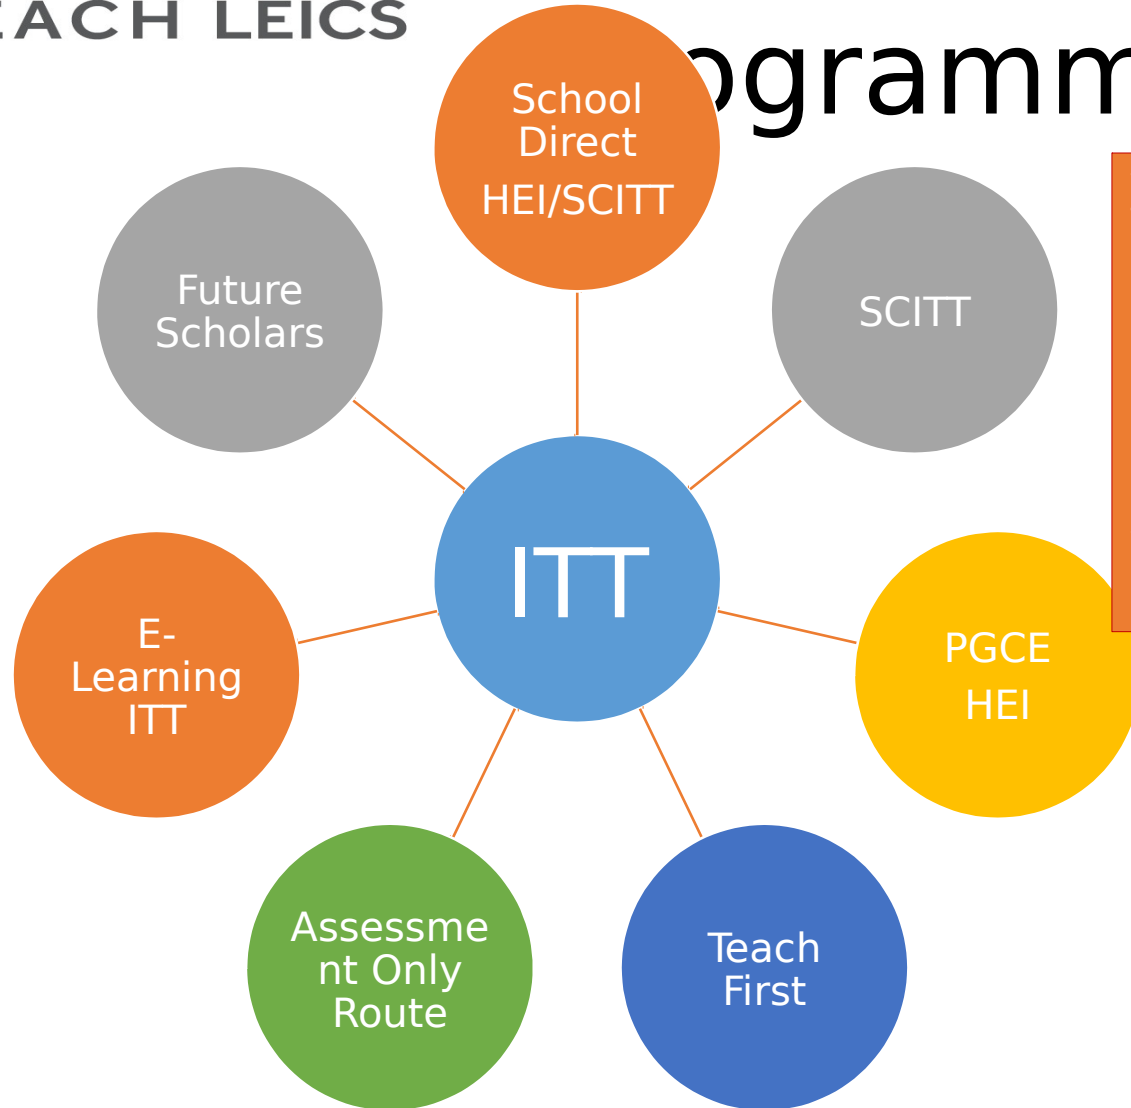 EACH LEICS
ogramm
School
Direct
HEI/SCITT
Future
Scholars
SCITT
ITT
E-
Learning
ITT
PGCE
HEI
Assessme
nt Only
Route
Teach
First